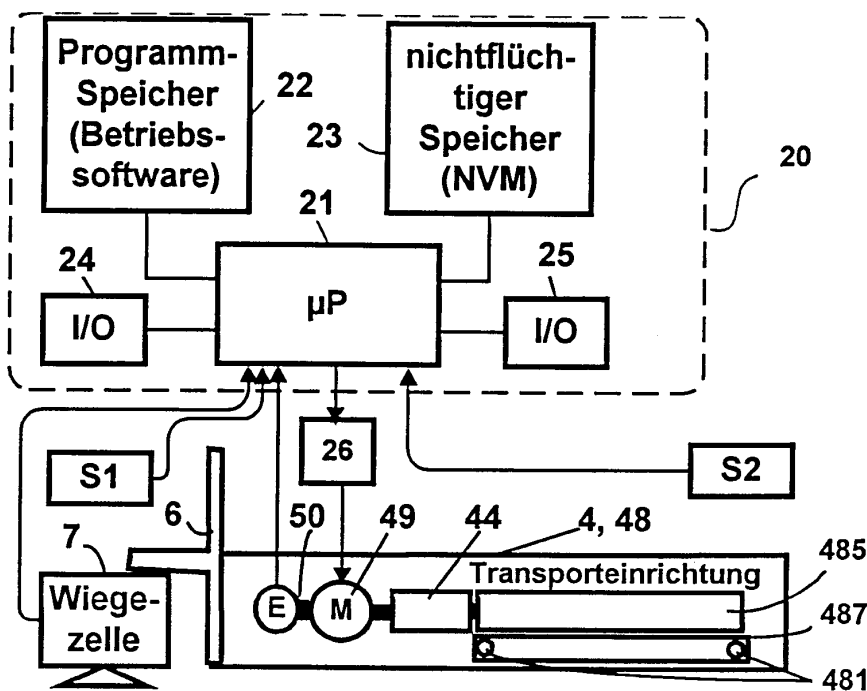 Programm-
Speicher
(Betriebs-
software)
22
nichtflüch-
tiger
Speicher
(NVM)
23
20
21
24
25
I/O
µP
I/O
26
S1
S2
6
50
49
44
4, 48
485
7
Transporteinrichtung
487
Wiege-
zelle
E
M
481